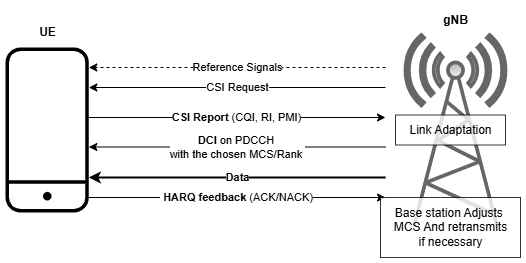 gNB
UE
Reference Signals
CSI Request
CSI Report (CQI, RI, PMI)
Link Adaptation
DCI on PDCCH
with the chosen MCS/Rank
Data
HARQ feedback (ACK/NACK)
Base station Adjusts
MCS And retransmits
if necessary